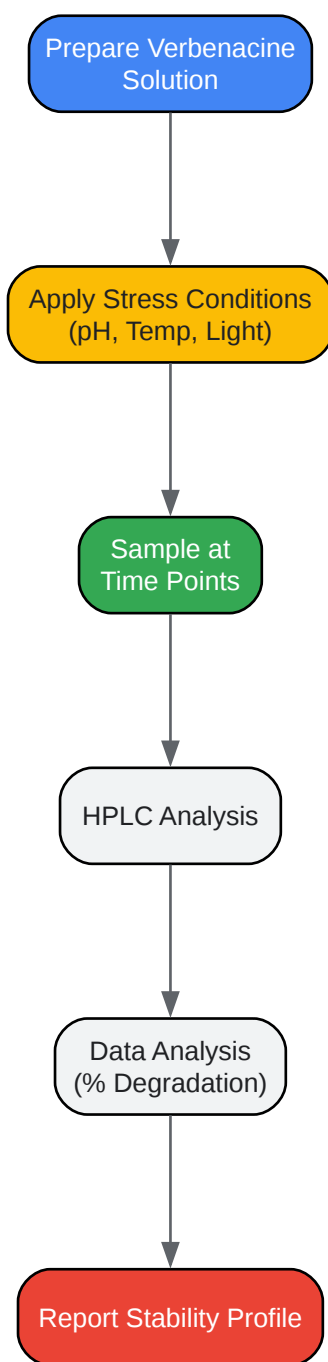 Prepare Verbenacine
Solution
Apply Stress Conditions
(pH, Temp, Light)
Sample at
Time Points
HPLC Analysis
Data Analysis
(% Degradation)
Report Stability Profile